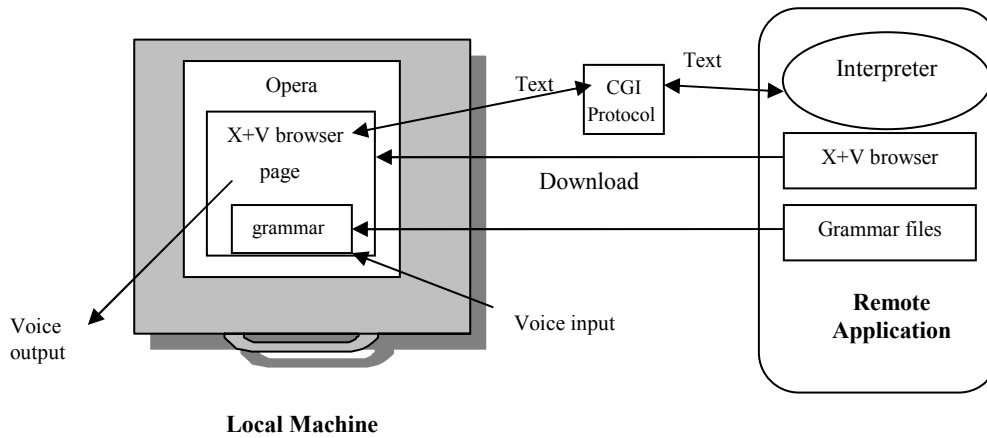 Opera
X+V browser
page
grammar
Voice
output
Voice input
Local Machine
Text
CGI
Protocol
Text
Download
Interpreter
X+V browser
Grammar files
Remote
Application